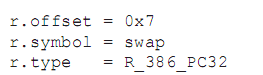 r.offset = 0x7
r.symbol = swap
r.type   = R_386_PC32